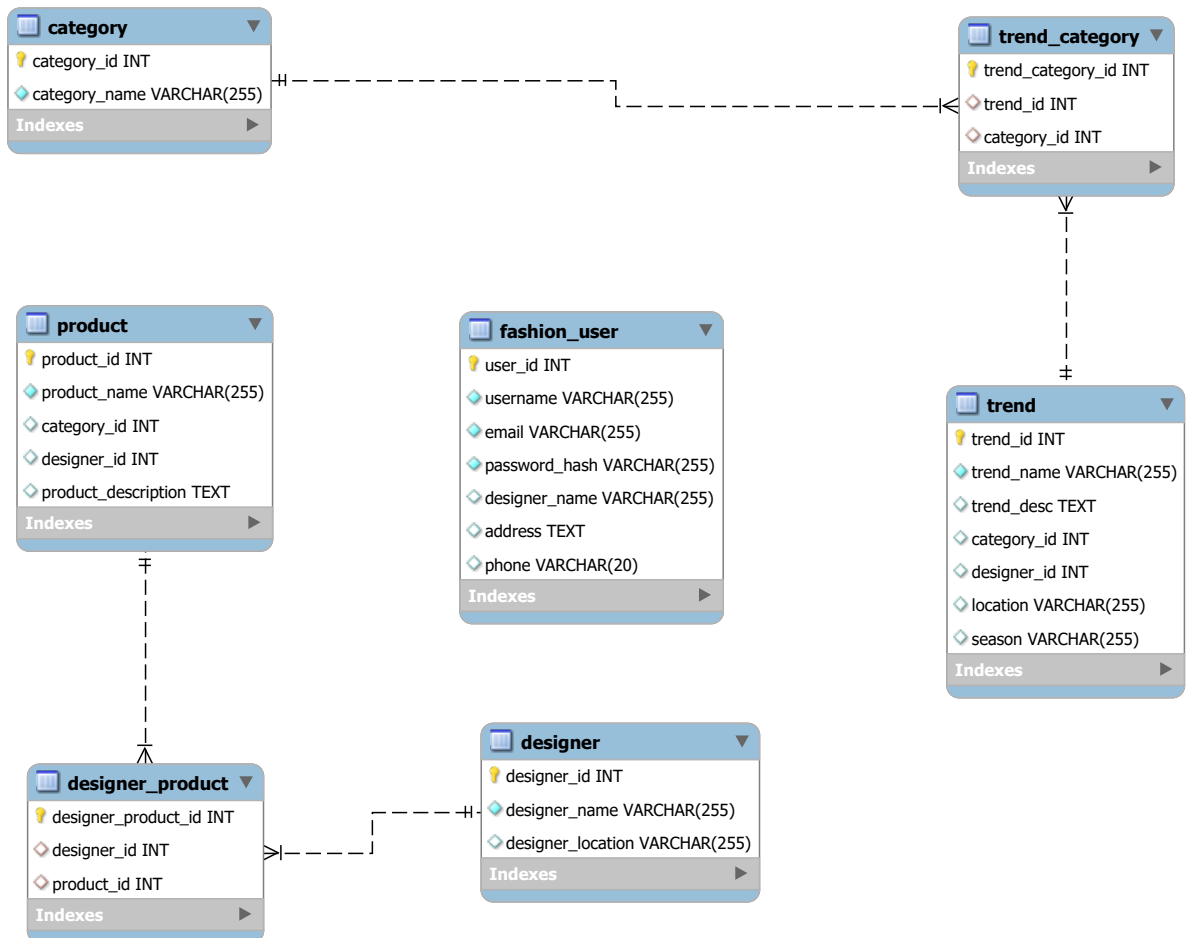 category
category_id INT
category_name VARCHAR(255)
Indexes
trend_category
trend_category_id INT
trend_id INT
category_id INT
Indexes
product
product_id INT
product_name VARCHAR(255)
category_id INT
designer_id INT
product_description TEXT
Indexes
fashion_user
user_id INT
username VARCHAR(255)
email VARCHAR(255)
password_hash VARCHAR(255)
designer_name VARCHAR(255)
address TEXT
phone VARCHAR(20)
Indexes
trend
trend_id INT
trend_name VARCHAR(255)
trend_desc TEXT
category_id INT
designer_id INT
location VARCHAR(255)
season VARCHAR(255)
Indexes
designer_product
designer_product_id INT
designer_id INT
product_id INT
Indexes
designer
designer_id INT
designer_name VARCHAR(255)
designer_location VARCHAR(255)
Indexes